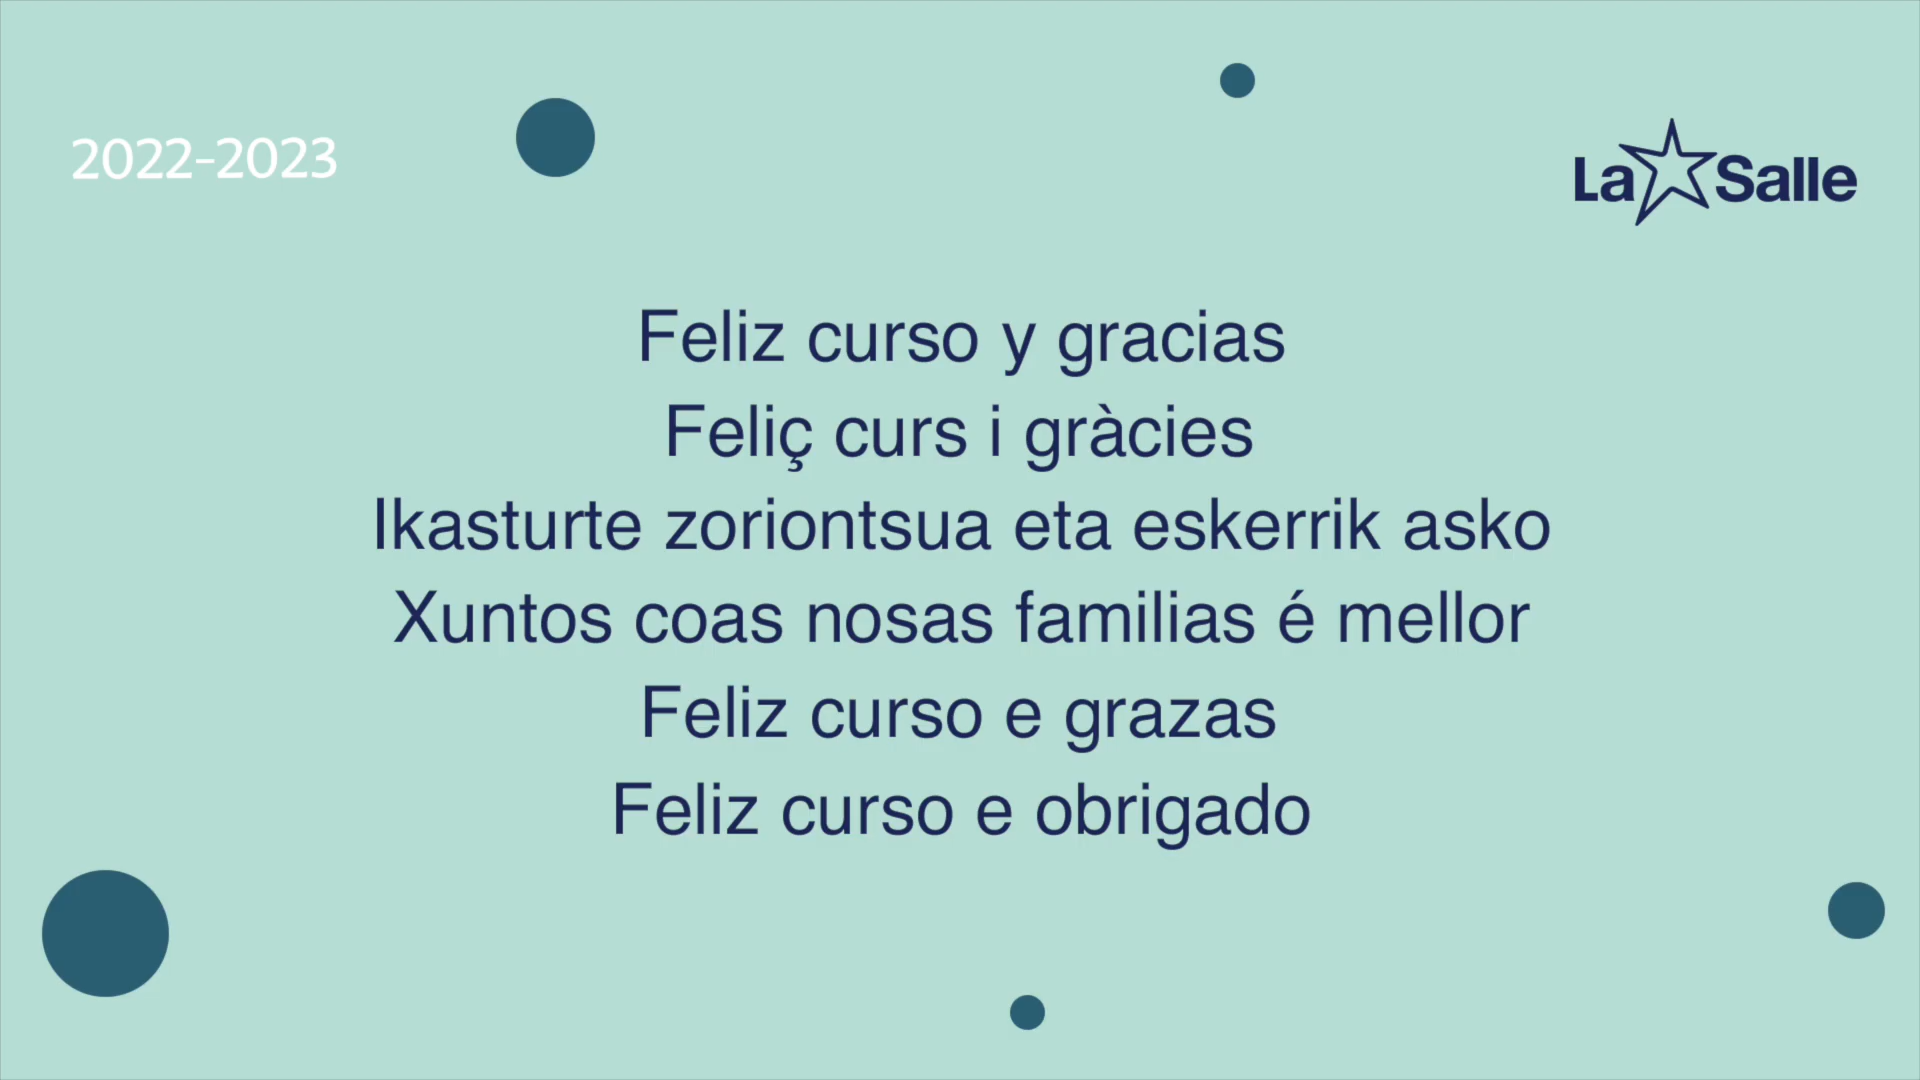 2022-2023
La Salle
Feliz curso y gracias
Feliç curs i gràcies
Ikasturte zoriontsua eta eskerrik asko
Xuntos coas nosas familias é mellor
Feliz curso e grazas
Feliz curso e obrigado